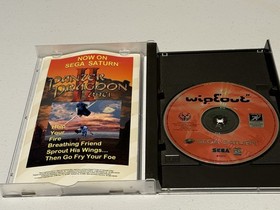 NOW ON
SEGA SATURN
PANZER
DRAGOON
ZWEI
Watch
Your
Fire
Breathing Friend
Sprout His Wings...
Then Go Fry Your Foe
wipEout"
SEGA